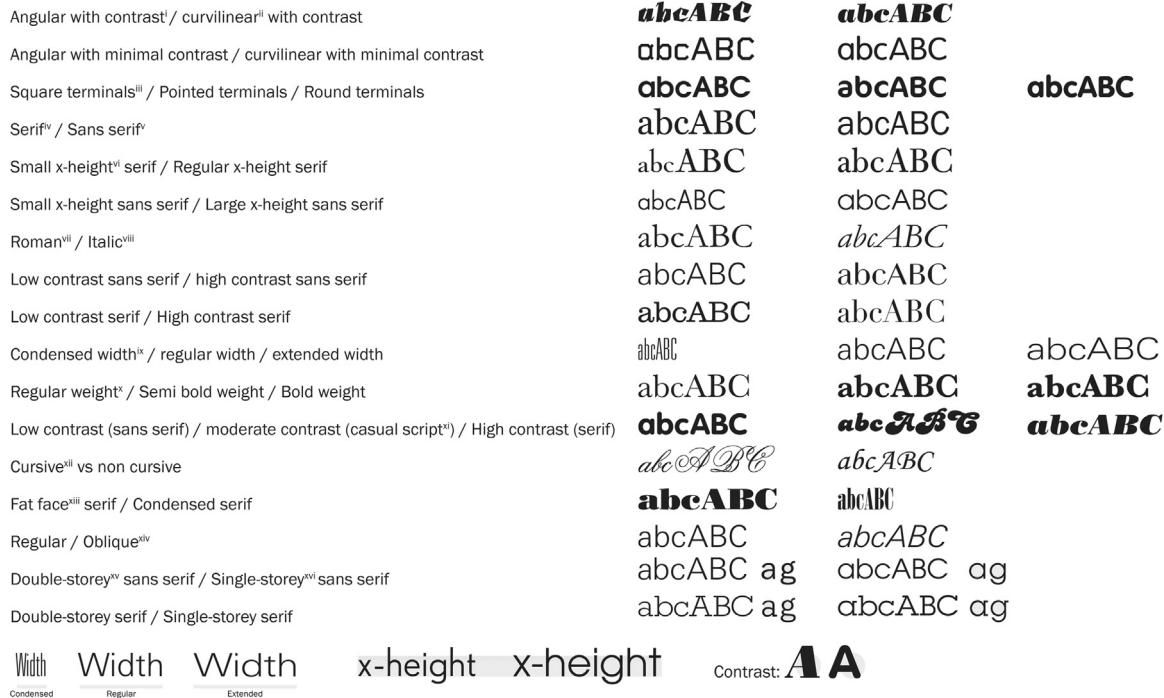 Angular with contrastⁱ / curvilinearⁱⁱ with contrast abcABC abcABC
Angular with minimal contrast / curvilinear with minimal contrast abcABC abcABC
Square terminalsⁱⁱⁱ / Pointed terminals / Round terminals abcABC abcABC abcABC
Serifⁱᵛ / Sans serifᵛ abcABC abcABC
Small x-heightᵛⁱ serif / Regular x-height serif abcABC abcABC
Small x-height sans serif / Large x-height sans serif abcABC abcABC
Romanᵛⁱⁱ / Italicᵛⁱⁱⁱ abcABC abcABC
Low contrast sans serif / high contrast sans serif abcABC abcABC
Low contrast serif / High contrast serif abcABC abcABC
Condensed widthⁱˣ / regular width / extended width abcABC abcABC abcABC
Regular weightˣ / Semi bold weight / Bold weight abcABC abcABC abcABC
Low contrast (sans serif) / moderate contrast (casual scriptˣⁱ) / High contrast (serif) abcABC abcABC abcABC
Cursiveˣⁱⁱ vs non cursive abcABC abcABC
Fat faceˣⁱⁱⁱ serif / Condensed serif abcABC abcABC
Regular / Obliqueˣⁱᵛ abcABC abcABC
Double-storeyˣᵛ sans serif / Single-storeyˣᵛⁱ sans serif abcABC ag abcABC ag
Double-storey serif / Single-storey serif abcABC ag abcABC ag
Width Width Width x-height x-height Contrast: A A
Condensed Regular Extended